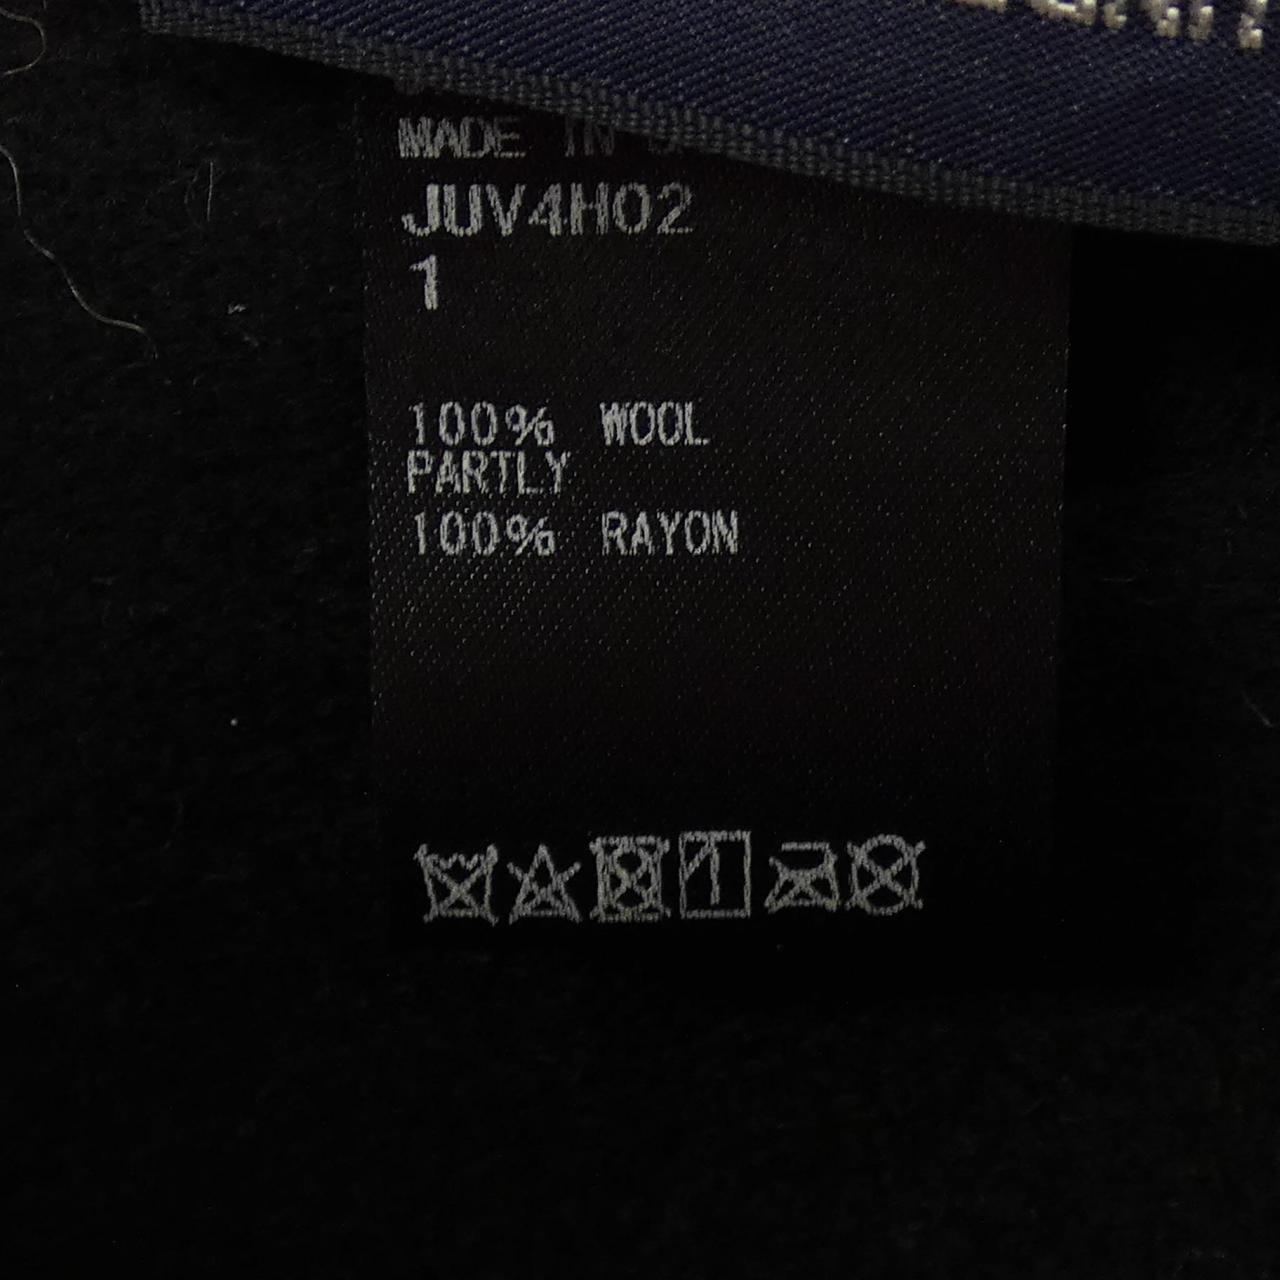 MADE IN
JUV4H02
1
100% WOOL
PARTLY
100% RAYON